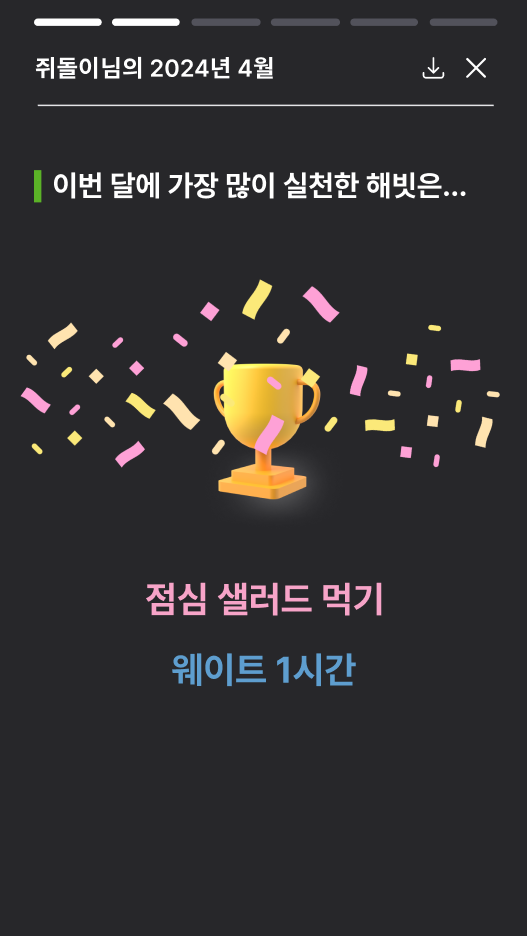 쥐돌이님의 2024년 4월
이번 달에 가장 많이 실천한 해빗은...
점심 샐러드 먹기
웨이트 1시간